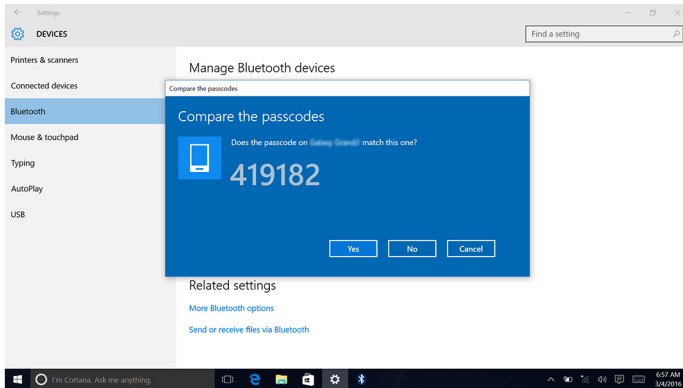 Settings
DEVICES
Find a setting
Printers & scanners
Connected devices
Bluetooth
Mouse & touchpad
Typing
AutoPlay
USB
Manage Bluetooth devices
Compare the passcodes
Compare the passcodes
Does the passcode on Galaxy Grand2 match this one?
419182
Yes
No
Cancel
Related settings
More Bluetooth options
Send or receive files via Bluetooth
I'm Cortana. Ask me anything.
6:57 AM
3/4/2016